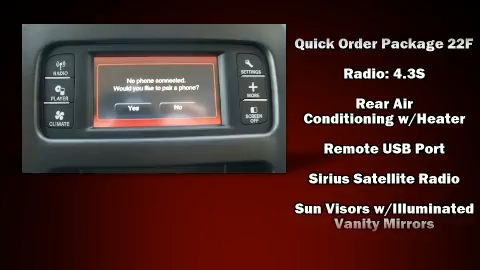 RADIO
PLAYER
CLIMATE
No phone connected.
Would you like to pair a phone?
Yes
No
SETTINGS
MORE
SCREEN
OFF
Quick Order Package 22F
Radio: 4.3S
Rear Air
Conditioning w/Heater
Remote USB Port
Sirius Satellite Radio
Sun Visors w/Illuminated
Vanity Mirrors